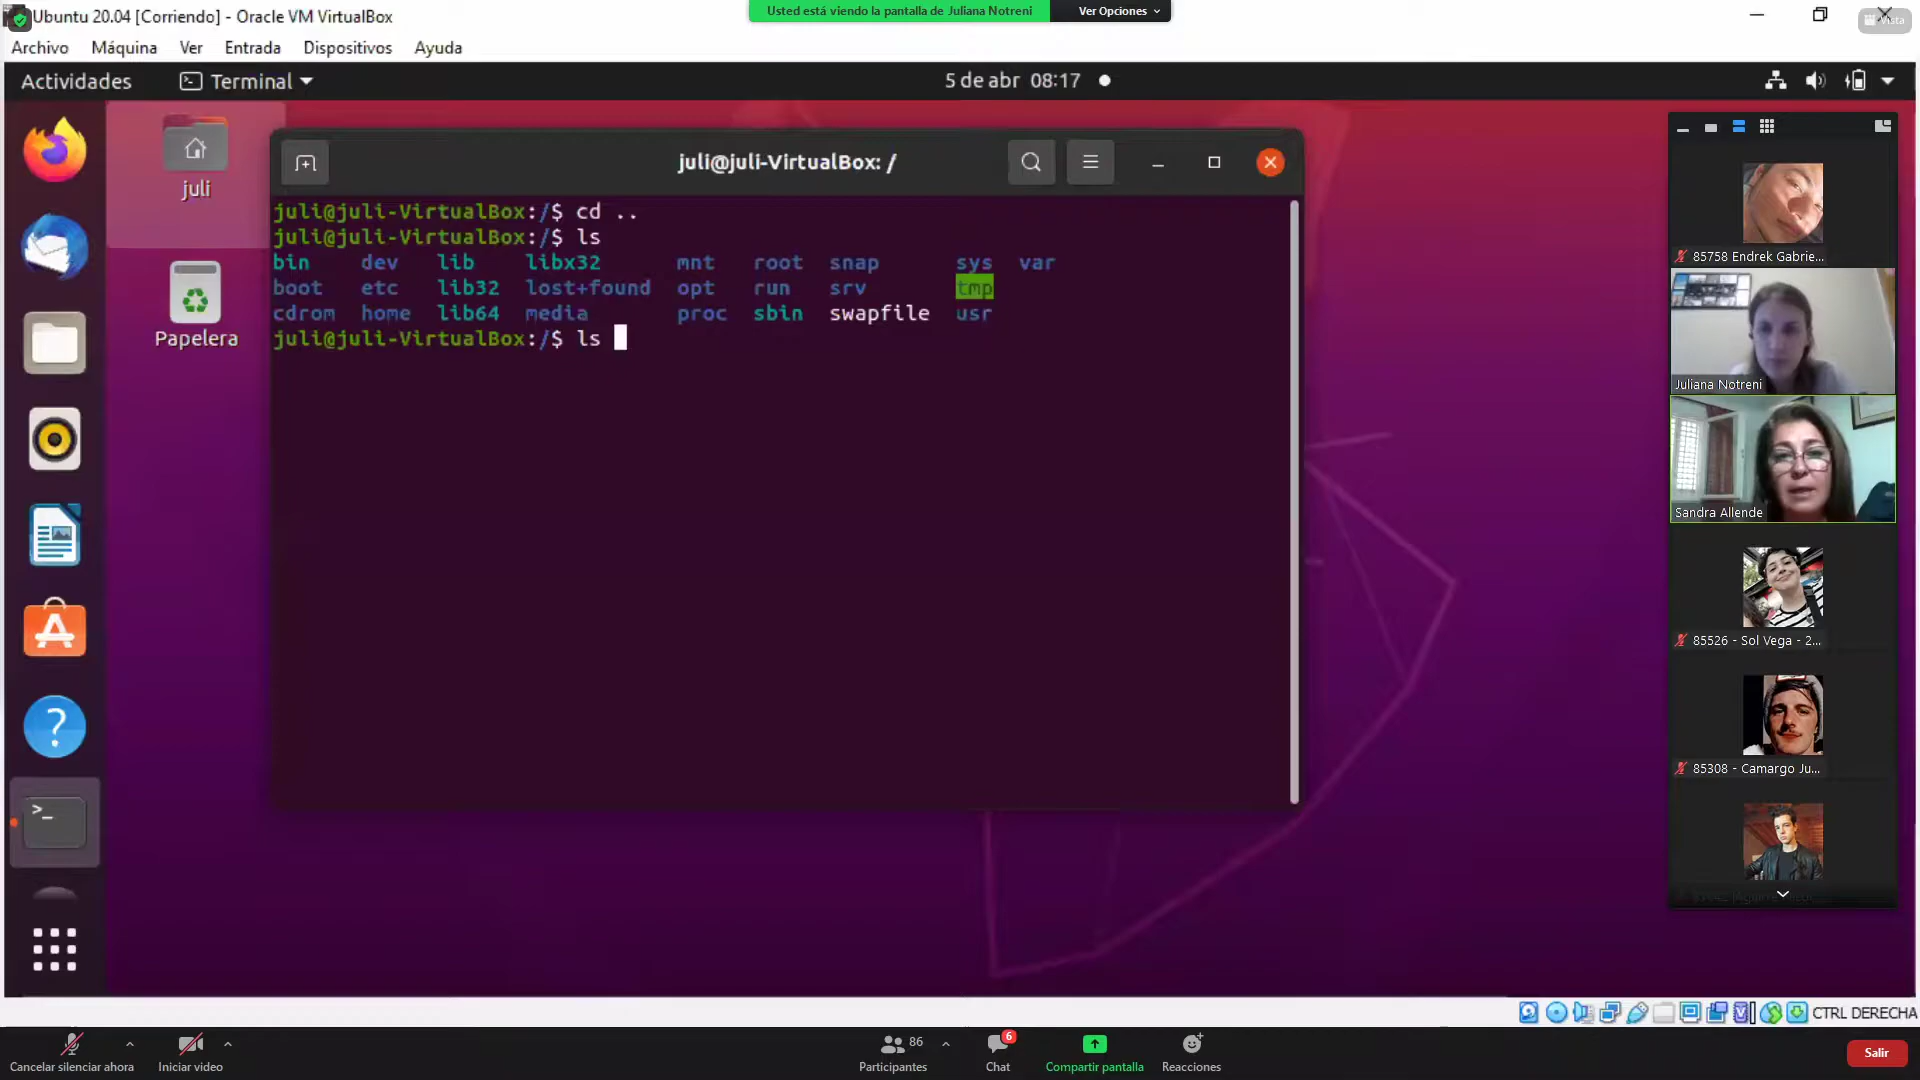 Ubuntu 20.04 [Corriendo] - Oracle VM VirtualBox
Usted está viendo la pantalla de Juliana Notreni
Ver Opciones
Vista
Archivo Máquina Ver Entrada Dispositivos Ayuda
Actividades
Terminal
5 de abr 08:17
juli
Papelera
juli@juli-VirtualBox: /
juli@juli-VirtualBox:/$ cd ..
juli@juli-VirtualBox:/$ ls
bin dev lib libx32 mnt root snap sys var
boot etc lib32 lost+found opt run srv tmp
cdrom home lib64 media proc sbin swapfile usr
juli@juli-VirtualBox:/$ ls
85758 Endrek Gabrie...
Juliana Notreni
Sandra Allende
85526 - Sol Vega - 2...
85308 - Camargo Ju...
CTRL DERECHA
Cancelar silenciar ahora
Iniciar video
86
Participantes
6
Chat
Compartir pantalla
Reacciones
Salir